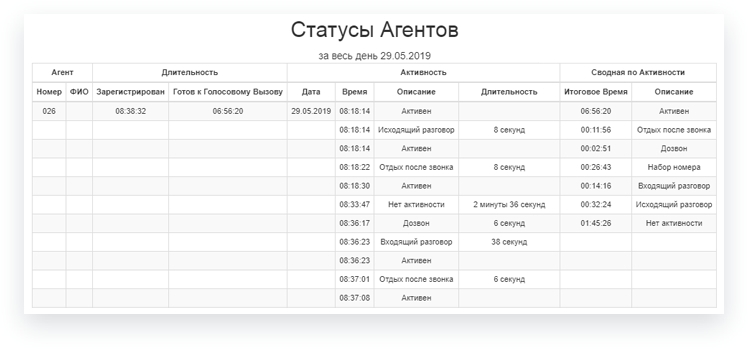 Статусы Агентов
за весь день 29.05.2019
Агент Длительность Активность Сводная по Активности
Номер ФИО Зарегистрирован Готов к Голосовому Вызову Дата Время Описание Длительность Итоговое Время Описание
026 08:38:32 06:56:20 29.05.2019 08:18:14 Активен 06:56:20 Активен
08:18:14 Исходящий разговор 8 секунд 00:11:56 Отдых после звонка
08:18:14 Активен 00:02:51 Дозвон
08:18:22 Отдых после звонка 8 секунд 00:26:43 Набор номера
08:18:30 Активен 00:14:16 Входящий разговор
08:33:47 Нет активности 2 минуты 36 секунд 00:32:24 Исходящий разговор
08:36:17 Дозвон 6 секунд 01:45:26 Нет активности
08:36:23 Входящий разговор 38 секунд
08:36:23 Активен
08:37:01 Отдых после звонка 6 секунд
08:37:08 Активен